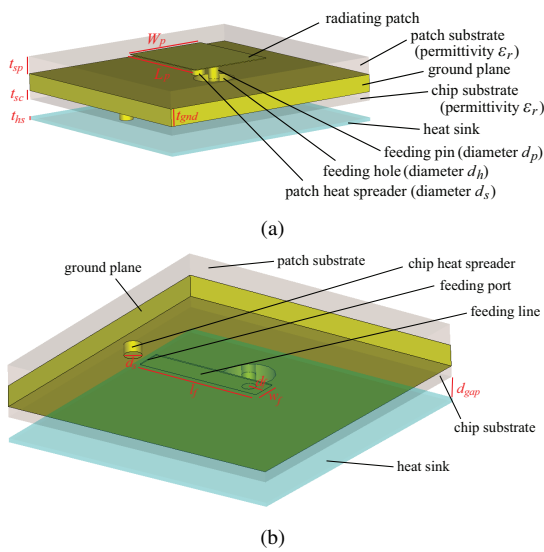 radiating patch
W_p
patch substrate
(permittivity ε_r)
t_sp
L_p
ground plane
t_sc
chip substrate
(permittivity ε_r)
t_hs
t_gnd
heat sink
feeding pin (diameter d_p)
feeding hole (diameter d_h)
patch heat spreader (diameter d_s)
(a)
patch substrate
ground plane
chip heat spreader
feeding port
feeding line
d_s
l_f
w_f
d_gap
chip substrate
heat sink
(b)